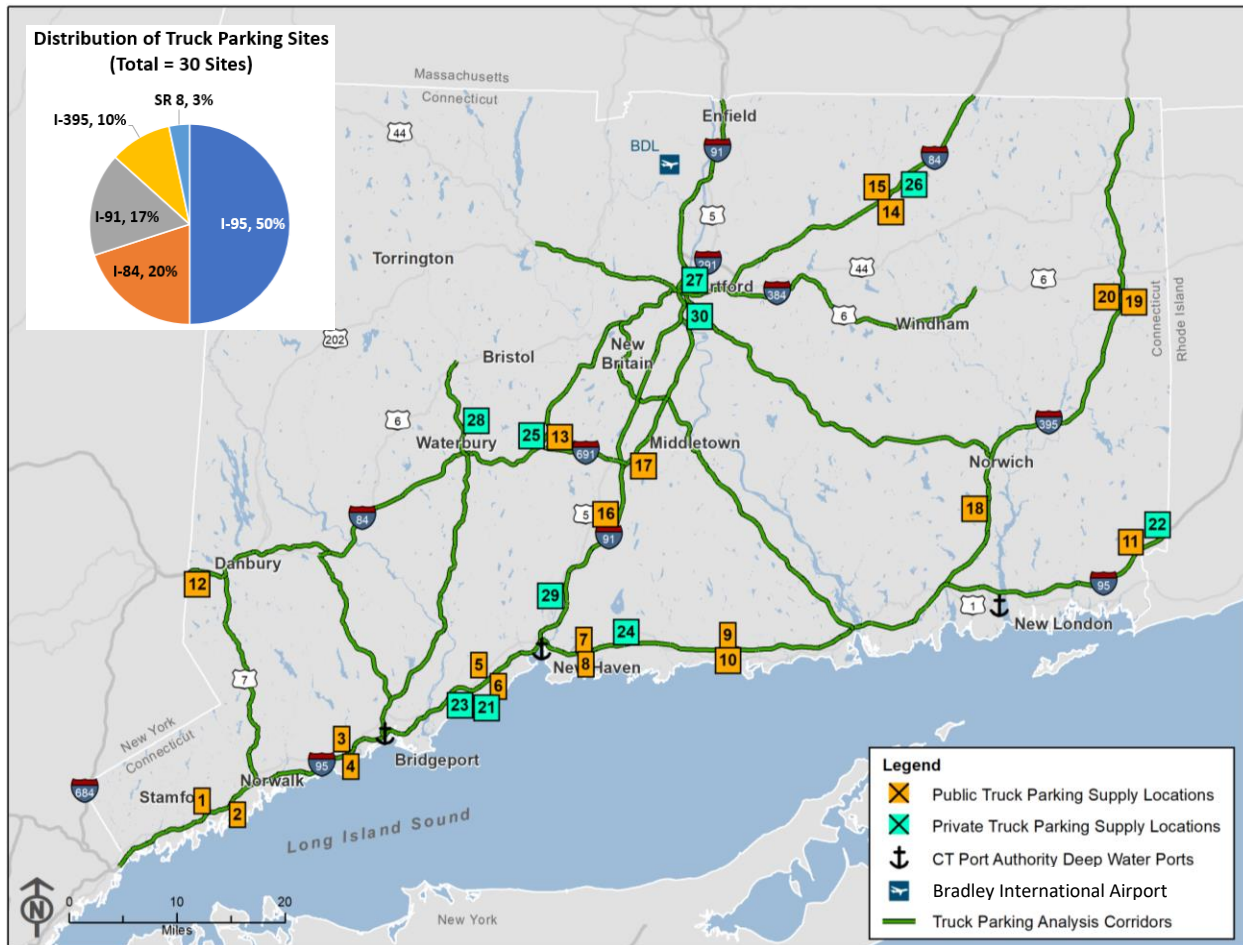 Distribution of Truck Parking Sites
(Total = 30 Sites)
SR 8, 3%
I-395, 10%
I-91, 17%
I-95, 50%
I-84, 20%
Massachusetts
Connecticut
Enfield
44
BDL
91
84
15
26
14
5
Torrington
291
27
rtford
44
384
6
6
20
19
Connecticut
Rhode Island
202
30
Windham
Bristol
New
Britain
6
28
Waterbury
25
13
691
Middletown
17
395
Norwich
84
5
16
91
18
22
11
Danbury
12
29
95
1
New London
7
24
9
8
New Haven
10
5
6
7
23
21
New York
Connecticut
3
4
95
Bridgeport
684
Stamford
Norwalk
1
2
Long Island Sound
N
0
10
20
Miles
New York
Legend
Public Truck Parking Supply Locations
Private Truck Parking Supply Locations
CT Port Authority Deep Water Ports
Bradley International Airport
Truck Parking Analysis Corridors